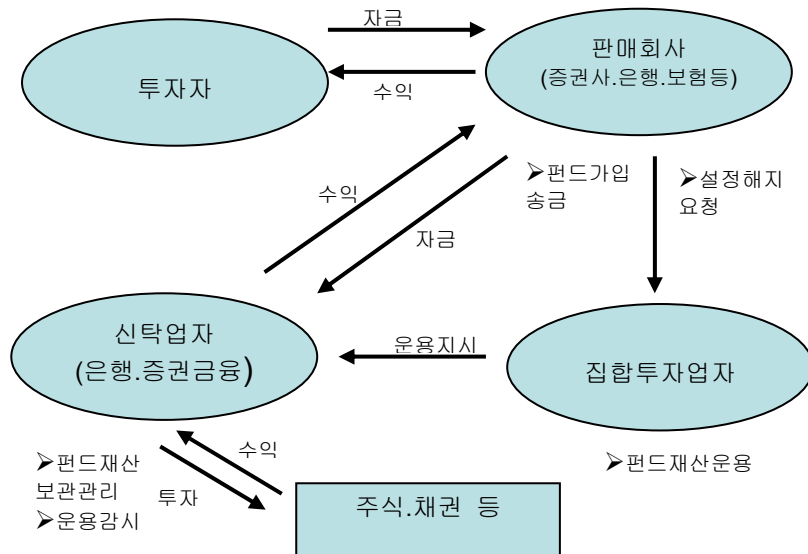 자금
투자자
판매회사
(증권사.은행.보험등)
수익
➢펀드가입
송금
➢설정해지
요청
수익
자금
신탁업자
(은행.증권금융)
운용지시
집합투자업자
➢펀드재산
보관관리
➢운용감시
수익
투자
➢펀드재산운용
주식.채권 등